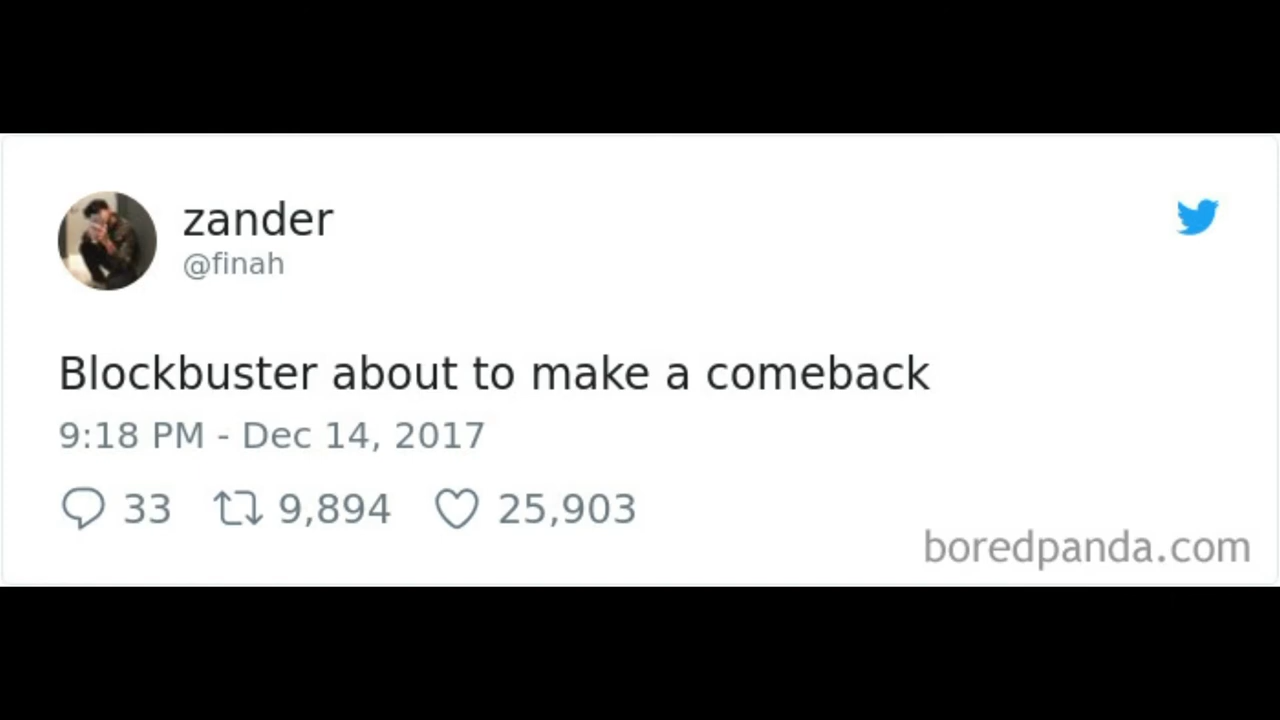 zander
@finah
Blockbuster about to make a comeback
9:18 PM - Dec 14, 2017
33 9,894 25,903
boredpanda.com